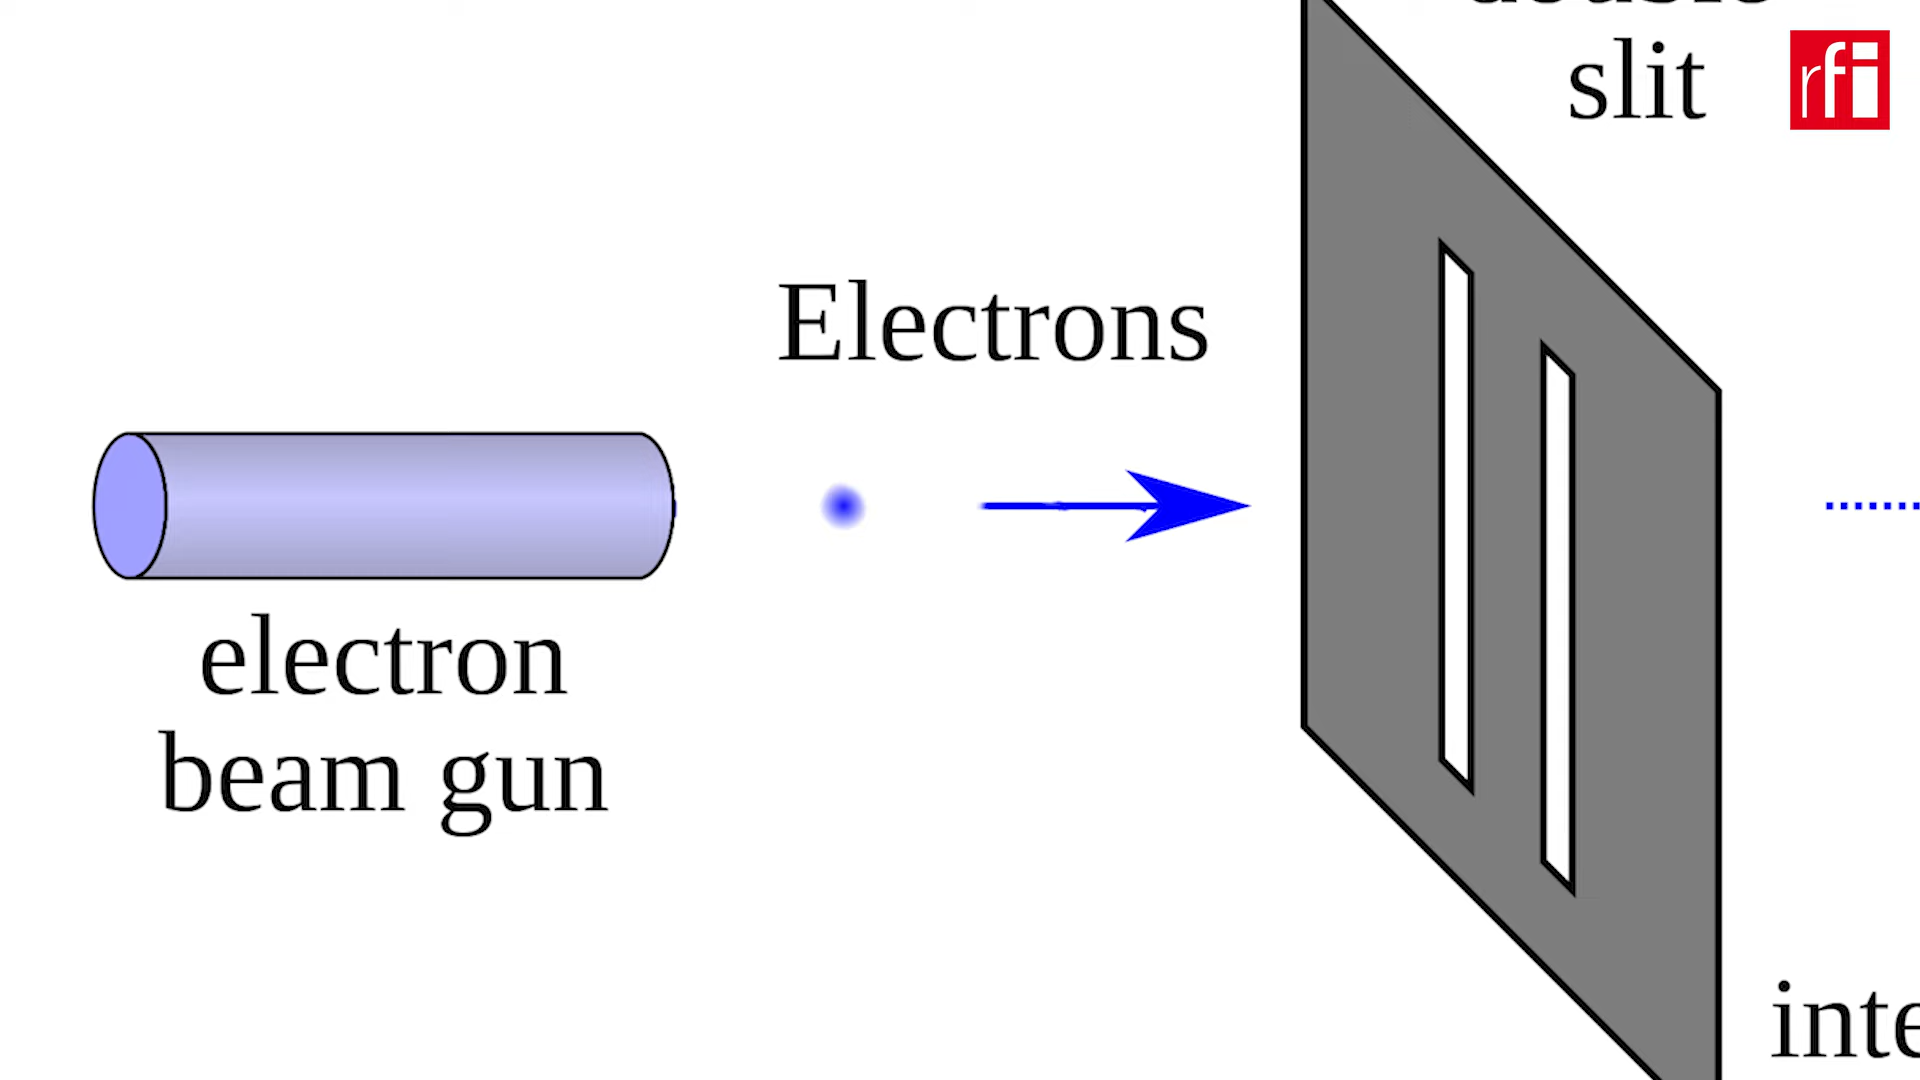 slit
rfi
Electrons
electron
beam gun
inte